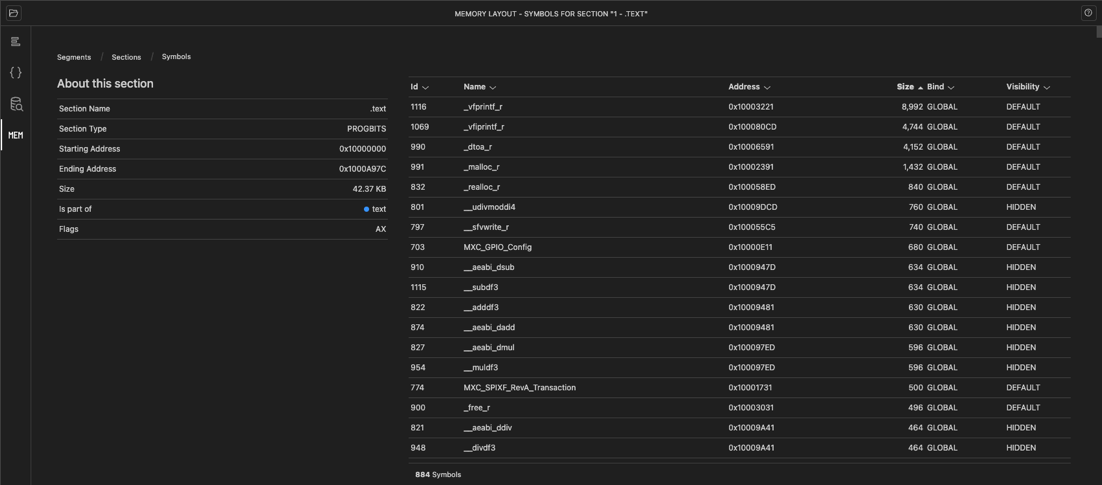 MEMORY LAYOUT - SYMBOLS FOR SECTION "1 - .TEXT"
MEM
Segments / Sections / Symbols
About this section
Section Name .text
Section Type PROGBITS
Starting Address 0x10000000
Ending Address 0x1000A97C
Size 42.37 KB
Is part of text
Flags AX
Id Name Address Size Bind Visibility
1116 _vfprintf_r 0x10003221 8,992 GLOBAL DEFAULT
1069 _vfiprintf_r 0x100080CD 4,744 GLOBAL DEFAULT
990 _dtoa_r 0x10006591 4,152 GLOBAL DEFAULT
991 _malloc_r 0x10002391 1,432 GLOBAL DEFAULT
832 _realloc_r 0x100058ED 840 GLOBAL DEFAULT
801 __udivmoddi4 0x10009DCD 760 GLOBAL HIDDEN
797 __sfvwrite_r 0x100055C5 740 GLOBAL DEFAULT
703 MXC_GPIO_Config 0x10000E11 680 GLOBAL DEFAULT
910 __aeabi_dsub 0x1000947D 634 GLOBAL HIDDEN
1115 __subdf3 0x1000947D 634 GLOBAL HIDDEN
822 __adddf3 0x10009481 630 GLOBAL HIDDEN
874 __aeabi_dadd 0x10009481 630 GLOBAL HIDDEN
827 __aeabi_dmul 0x100097ED 596 GLOBAL HIDDEN
954 __muldf3 0x100097ED 596 GLOBAL HIDDEN
774 MXC_SPIXF_RevA_Transaction 0x10001731 500 GLOBAL DEFAULT
900 _free_r 0x10003031 496 GLOBAL DEFAULT
821 __aeabi_ddiv 0x10009A41 464 GLOBAL HIDDEN
948 __divdf3 0x10009A41 464 GLOBAL HIDDEN
884 Symbols